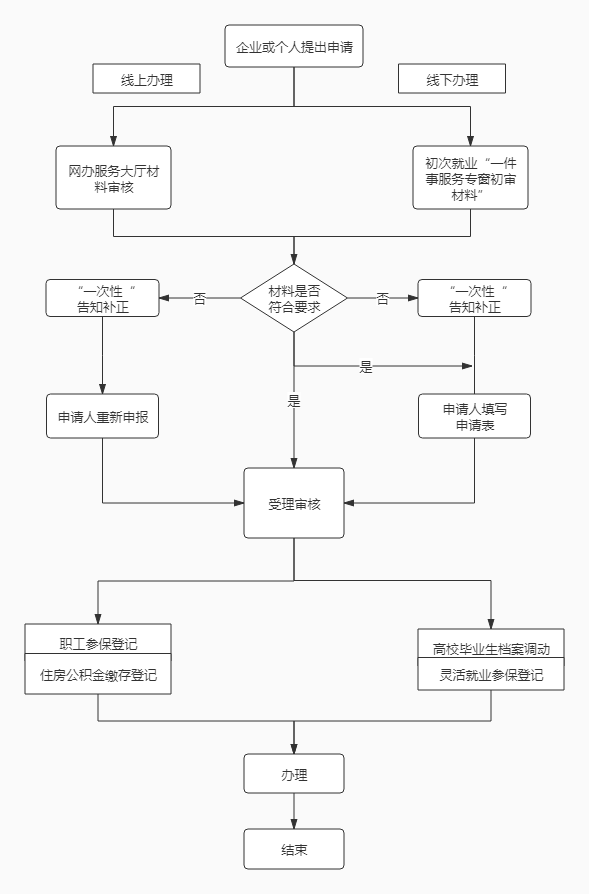 企业或个人提出申请
线上办理
线下办理
网办服务大厅材
料审核
初次就业“一件
事服务专窗初审
材料”
材料是否
符合要求
否
否
“一次性“
告知补正
“一次性“
告知补正
是
是
申请人重新申报
申请人填写
申请表
受理审核
职工参保登记
住房公积金缴存登记
高校毕业生档案调动
灵活就业参保登记
办理
结束